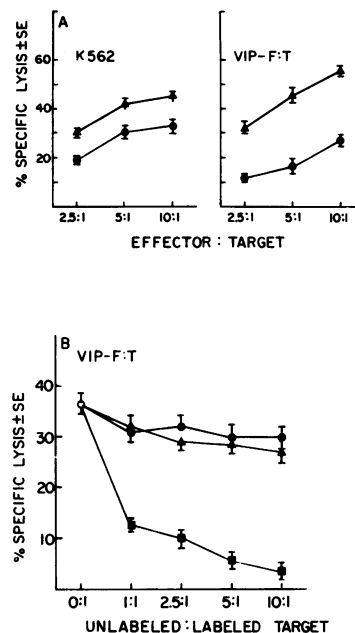 A
K562
VIP-F:T
% SPECIFIC LYSIS±SE
60
40
20
2.5:1 5:1 10:1
2.5:1 5:1 10:1
EFFECTOR : TARGET
B
VIP-F:T
% SPECIFIC LYSIS±SE
40
30
20
10
0:1 1:1 2.5:1 5:1 10:1
UNLABELED:LABELED TARGET